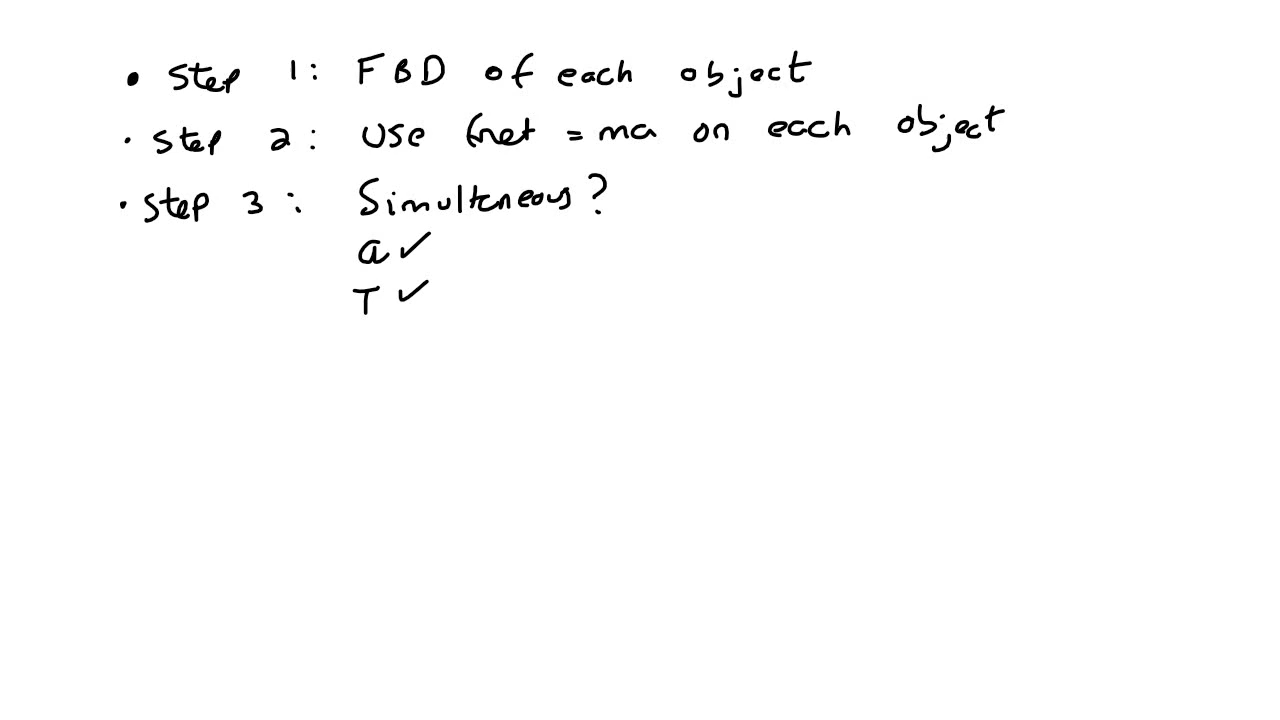 • Step 1: FBD of each object
• Step 2: Use Fnet = ma on each object
• Step 3: Simultaneous?
a ✓
T ✓